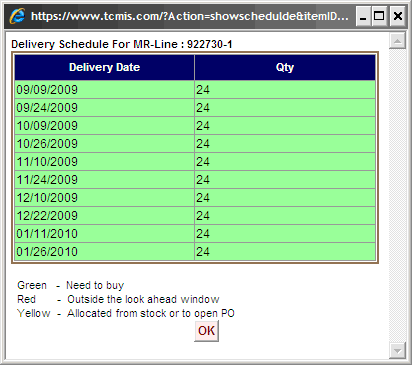 https://www.tcmis.com/?Action=showschedulde&itemID...
Delivery Schedule For MR-Line : 922730-1
Delivery Date Qty
09/09/2009 24
09/24/2009 24
10/09/2009 24
10/26/2009 24
11/10/2009 24
11/24/2009 24
12/10/2009 24
12/22/2009 24
01/11/2010 24
01/26/2010 24
Green - Need to buy
Red - Outside the look ahead window
Yellow - Allocated from stock or to open PO
OK